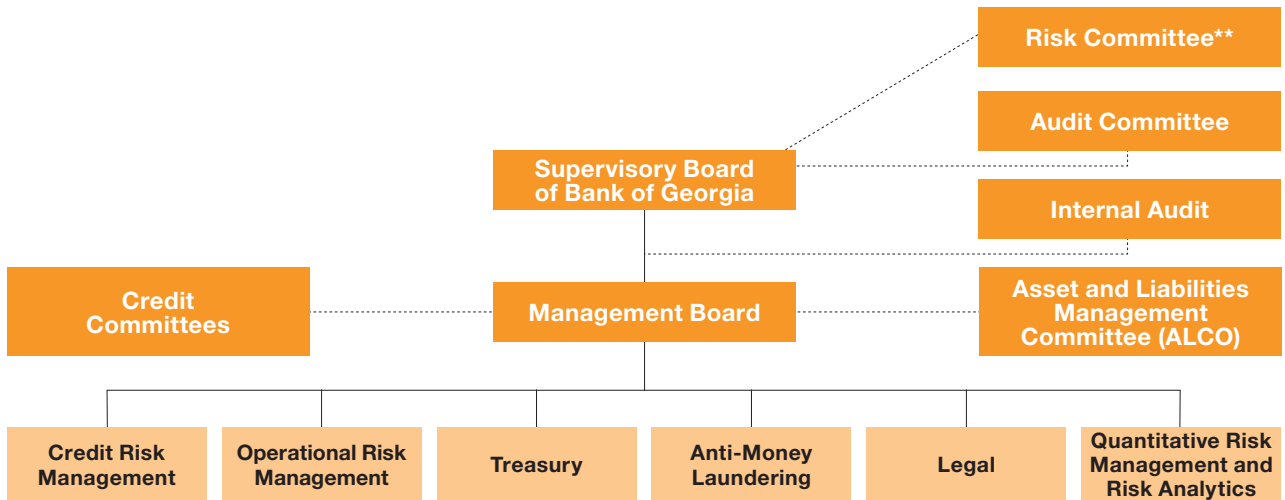 Risk Committee**
Audit Committee
Supervisory Board
of Bank of Georgia
Internal Audit
Credit
Committees
Management Board
Asset and Liabilities
Management
Committee (ALCO)
Credit Risk
Management
Operational Risk
Management
Treasury
Anti-Money
Laundering
Legal
Quantitative Risk
Management and
Risk Analytics